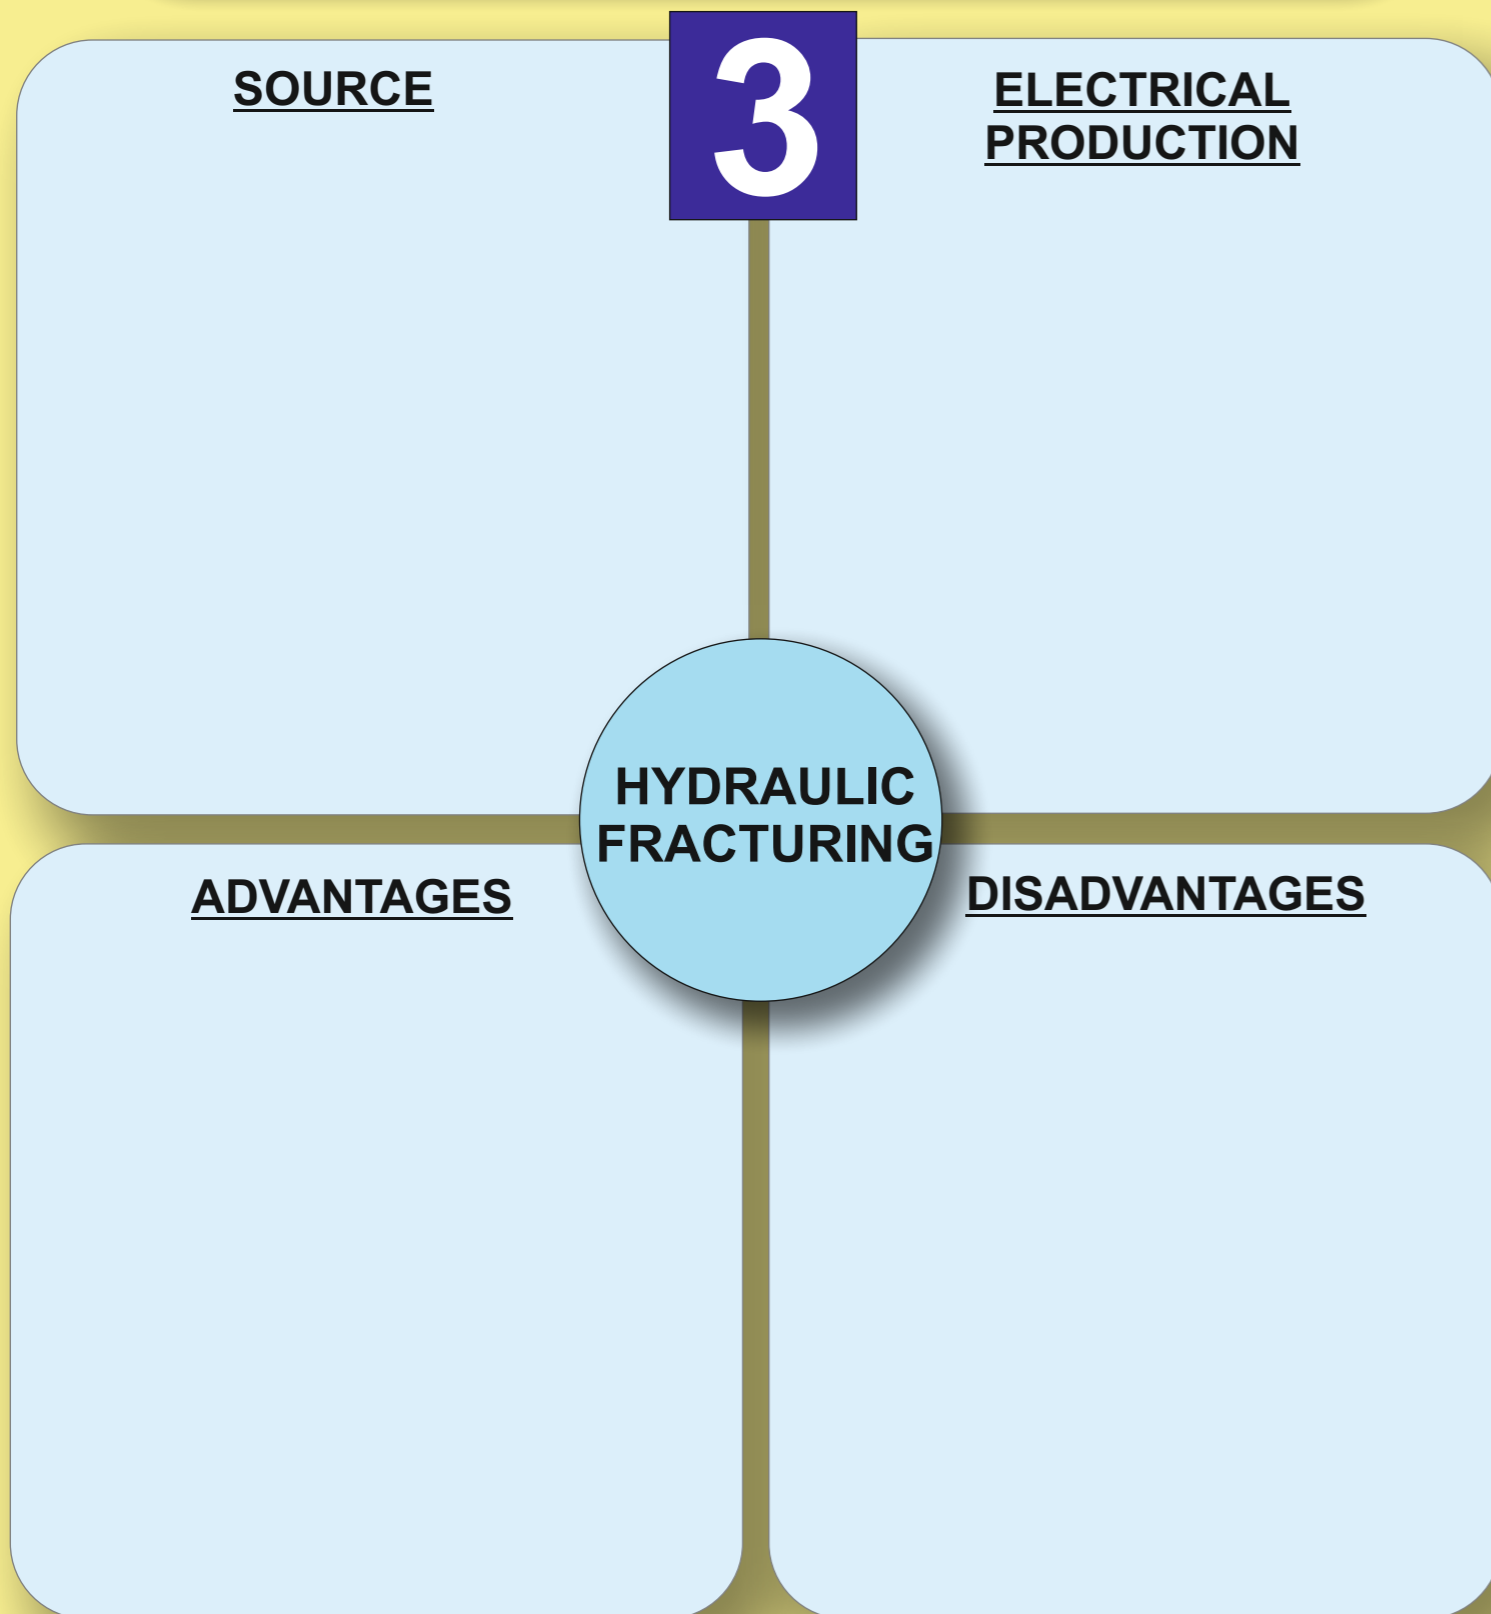 SOURCE
3
ELECTRICAL
PRODUCTION
HYDRAULIC
FRACTURING
ADVANTAGES
DISADVANTAGES